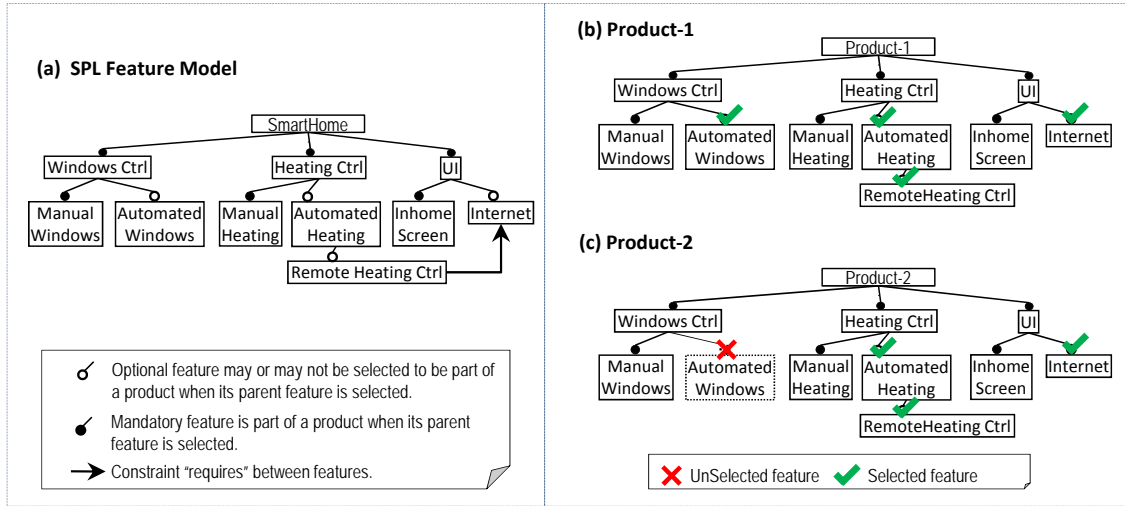 (a) SPL Feature Model
SmartHome
Windows Ctrl
Heating Ctrl
UI
Manual
Windows
Automated
Windows
Manual
Heating
Automated
Heating
Inhome
Screen
Internet
Remote Heating Ctrl
Optional feature may or may not be selected to be part of
a product when its parent feature is selected.
Mandatory feature is part of a product when its parent
feature is selected.
Constraint "requires" between features.
(b) Product-1
Product-1
Windows Ctrl
Heating Ctrl
UI
Manual
Windows
Automated
Windows
Manual
Heating
Automated
Heating
Inhome
Screen
Internet
RemoteHeating Ctrl
(c) Product-2
Product-2
Windows Ctrl
Heating Ctrl
UI
Manual
Windows
Automated
Windows
Manual
Heating
Automated
Heating
Inhome
Screen
Internet
RemoteHeating Ctrl
UnSelected feature
Selected feature